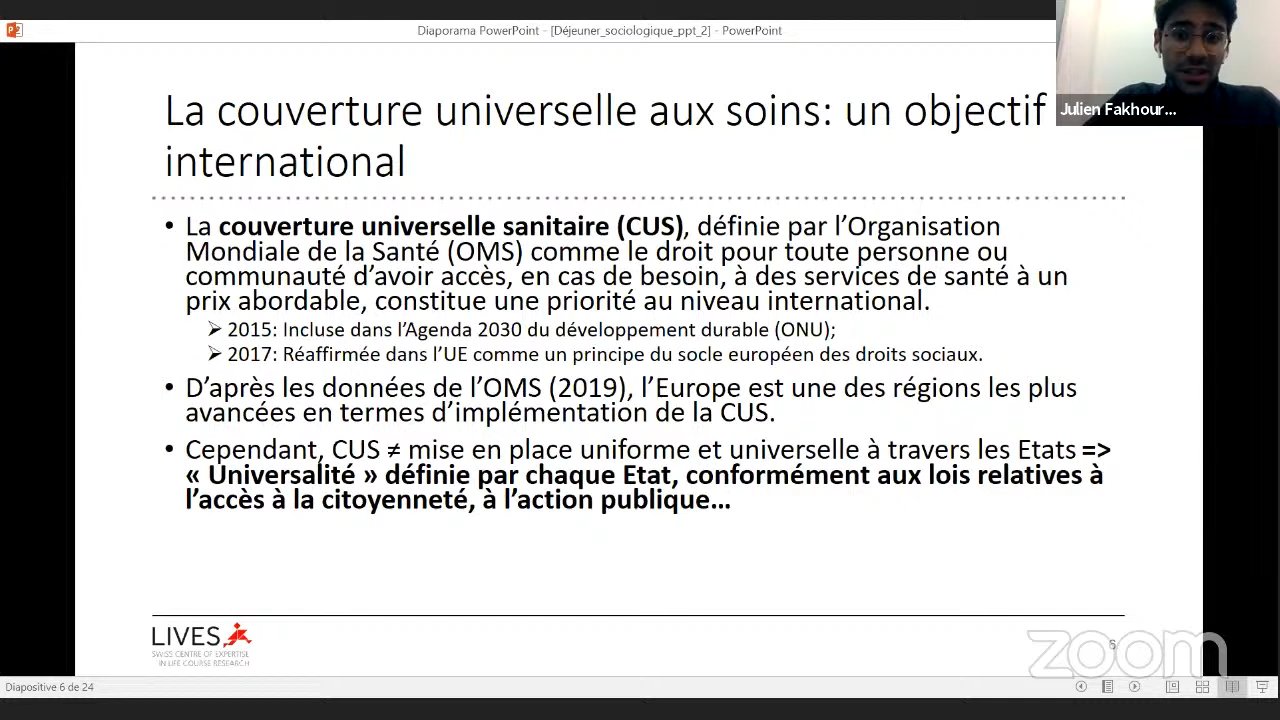 Diaporama PowerPoint - [Déjeuner_sociologique_ppt_2] - PowerPoint
Julien Fakhour...
La couverture universelle aux soins: un objectif
international
• La couverture universelle sanitaire (CUS), définie par l’Organisation
Mondiale de la Santé (OMS) comme le droit pour toute personne ou
communauté d’avoir accès, en cas de besoin, à des services de santé à un
prix abordable, constitue une priorité au niveau international.
➢ 2015: Incluse dans l’Agenda 2030 du développement durable (ONU);
➢ 2017: Réaffirmée dans l’UE comme un principe du socle européen des droits sociaux.
• D’après les données de l’OMS (2019), l’Europe est une des régions les plus
avancées en termes d’implémentation de la CUS.
• Cependant, CUS ≠ mise en place uniforme et universelle à travers les Etats =>
« Universalité » définie par chaque Etat, conformément aux lois relatives à
l’accès à la citoyenneté, à l’action publique…
LIVES
SWISS CENTRE OF EXPERTISE
IN LIFE COURSE RESEARCH
6
zoom
Diapositive 6 de 24